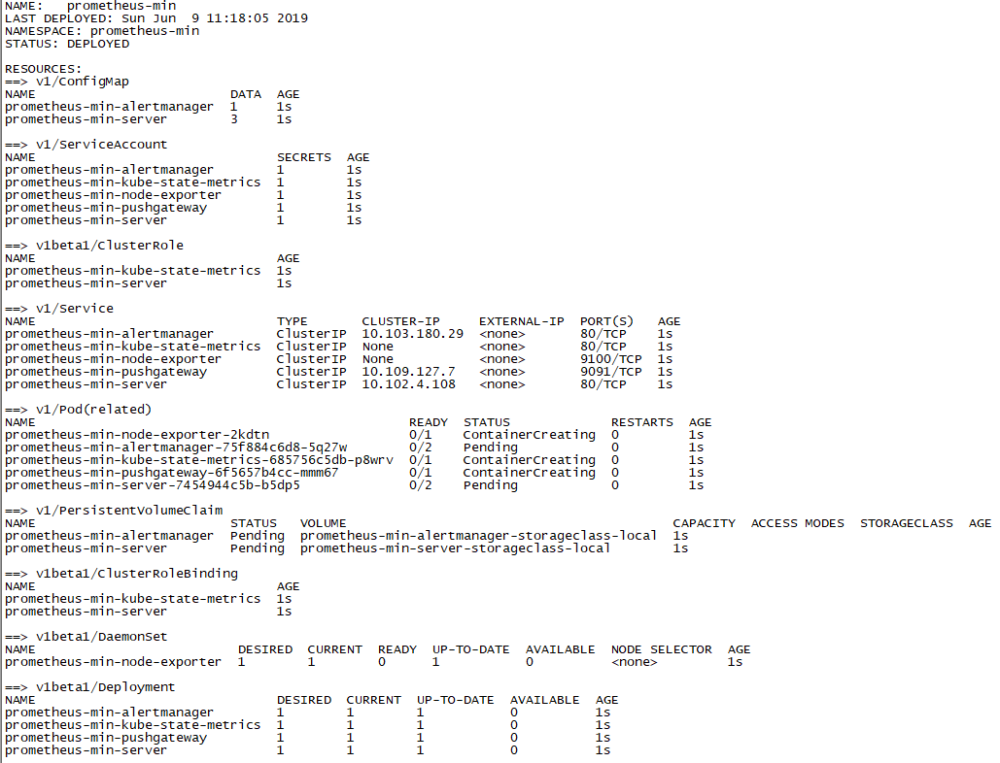 NAME:   prometheus-min
LAST DEPLOYED: Sun Jun  9 11:18:05 2019
NAMESPACE: prometheus-min
STATUS: DEPLOYED

RESOURCES:
==> v1/ConfigMap
NAME                         DATA  AGE
prometheus-min-alertmanager  1     1s
prometheus-min-server        3     1s

==> v1/ServiceAccount
NAME                               SECRETS  AGE
prometheus-min-alertmanager        1        1s
prometheus-min-kube-state-metrics  1        1s
prometheus-min-node-exporter       1        1s
prometheus-min-pushgateway         1        1s
prometheus-min-server              1        1s

==> v1beta1/ClusterRole
NAME                               AGE
prometheus-min-kube-state-metrics  1s
prometheus-min-server              1s

==> v1/Service
NAME                               TYPE       CLUSTER-IP     EXTERNAL-IP  PORT(S)   AGE
prometheus-min-alertmanager        ClusterIP  10.103.180.29  <none>       80/TCP    1s
prometheus-min-kube-state-metrics  ClusterIP  None           <none>       80/TCP    1s
prometheus-min-node-exporter       ClusterIP  None           <none>       9100/TCP  1s
prometheus-min-pushgateway         ClusterIP  10.109.127.7   <none>       9091/TCP  1s
prometheus-min-server              ClusterIP  10.102.4.108   <none>       80/TCP    1s

==> v1/Pod(related)
NAME                                                READY  STATUS             RESTARTS  AGE
prometheus-min-node-exporter-2kdtn                  0/1    ContainerCreating  0         1s
prometheus-min-alertmanager-75f884c6d8-5q27w        0/2    Pending            0         1s
prometheus-min-kube-state-metrics-685756c5db-p8wrv  0/1    ContainerCreating  0         1s
prometheus-min-pushgateway-6f5657b4cc-mmm67         0/1    ContainerCreating  0         1s
prometheus-min-server-7454944c5b-b5dp5              0/2    Pending            0         1s

==> v1/PersistentVolumeClaim
NAME                         STATUS   VOLUME                                          CAPACITY  ACCESS MODES  STORAGECLASS  AGE
prometheus-min-alertmanager  Pending  prometheus-min-alertmanager-storageclass-local  1s
prometheus-min-server        Pending  prometheus-min-server-storageclass-local        1s

==> v1beta1/ClusterRoleBinding
NAME                               AGE
prometheus-min-kube-state-metrics  1s
prometheus-min-server              1s

==> v1beta1/DaemonSet
NAME                          DESIRED  CURRENT  READY  UP-TO-DATE  AVAILABLE  NODE SELECTOR  AGE
prometheus-min-node-exporter  1        1        0      1           0          <none>         1s

==> v1beta1/Deployment
NAME                               DESIRED  CURRENT  UP-TO-DATE  AVAILABLE  AGE
prometheus-min-alertmanager        1        1        1           0          1s
prometheus-min-kube-state-metrics  1        1        1           0          1s
prometheus-min-pushgateway         1        1        1           0          1s
prometheus-min-server              1        1        1           0          1s